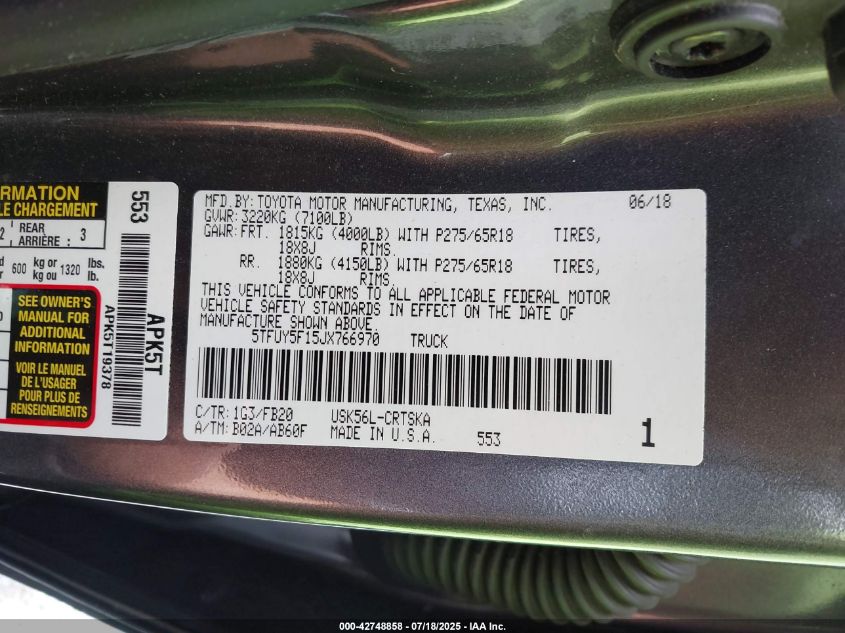 RMATION
LE CHARGEMENT
2 REAR ARRIÈRE : 3
600 kg or kg ou 1320 lbs. lb.
SEE OWNER'S
MANUAL FOR
ADDITIONAL
INFORMATION
VOIR LE MANUEL
DE L'USAGER
POUR PLUS DE
RENSEIGNEMENTS
553
APK5T
APK5T19378
MFD.BY:TOYOTA MOTOR MANUFACTURING, TEXAS, INC. 06/18
GVWR:3220KG (7100LB)
GAWR:FRT. 1815KG (4000LB) WITH P275/65R18 TIRES,
18X8J RIMS.
RR. 1880KG (4150LB) WITH P275/65R18 TIRES,
18X8J RIMS.
THIS VEHICLE CONFORMS TO ALL APPLICABLE FEDERAL MOTOR
VEHICLE SAFETY STANDARDS IN EFFECT ON THE DATE OF
MANUFACTURE SHOWN ABOVE.
5TFUY5F15JX766970 TRUCK
C/TR:1G3/FB20 USK56L-CRTSKA
A/TM:B02A/AB60F MADE IN U.S.A. 553 1
000-42748858 - 07/18/2025 - IAA Inc.